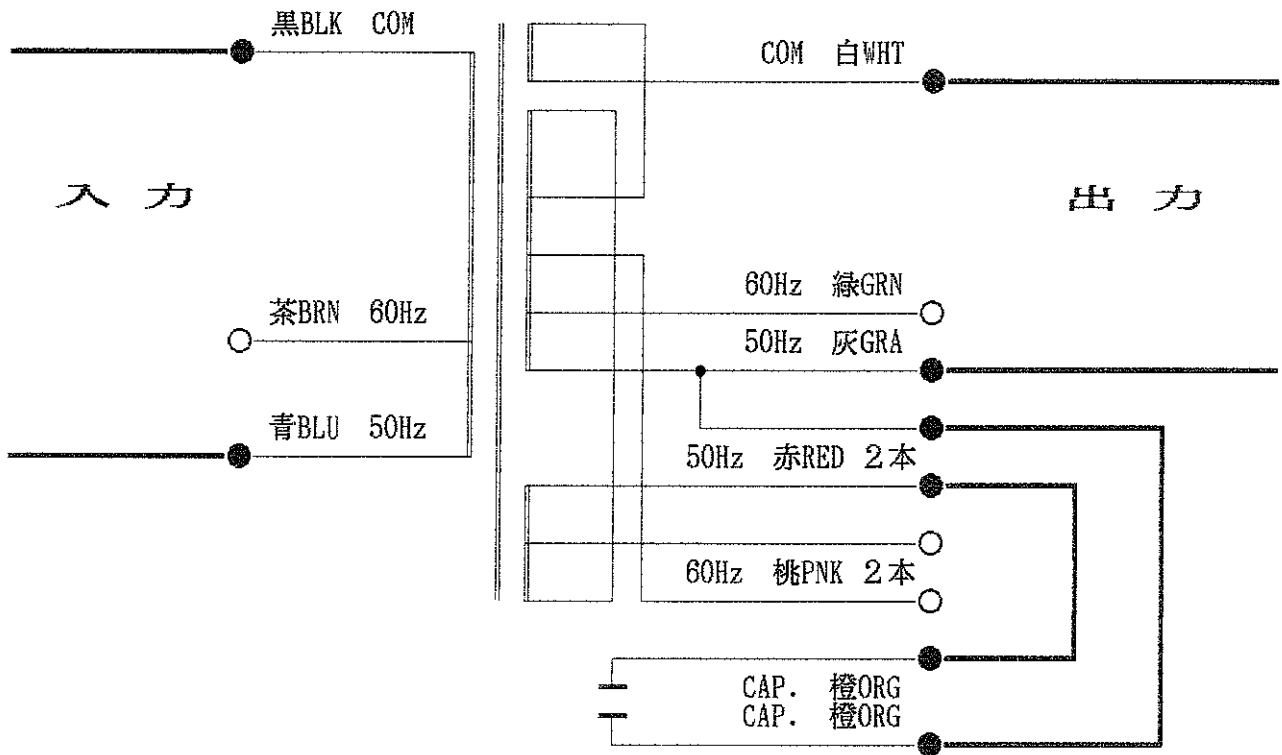 黒BLK COM
COM 白WHT
入力
出力
60Hz 緑GRN
茶BRN 60Hz
50Hz 灰GRA
青BLU 50Hz
50Hz 赤RED 2本
60Hz 桃PNK 2本
CAP. 橙ORG
CAP. 橙ORG